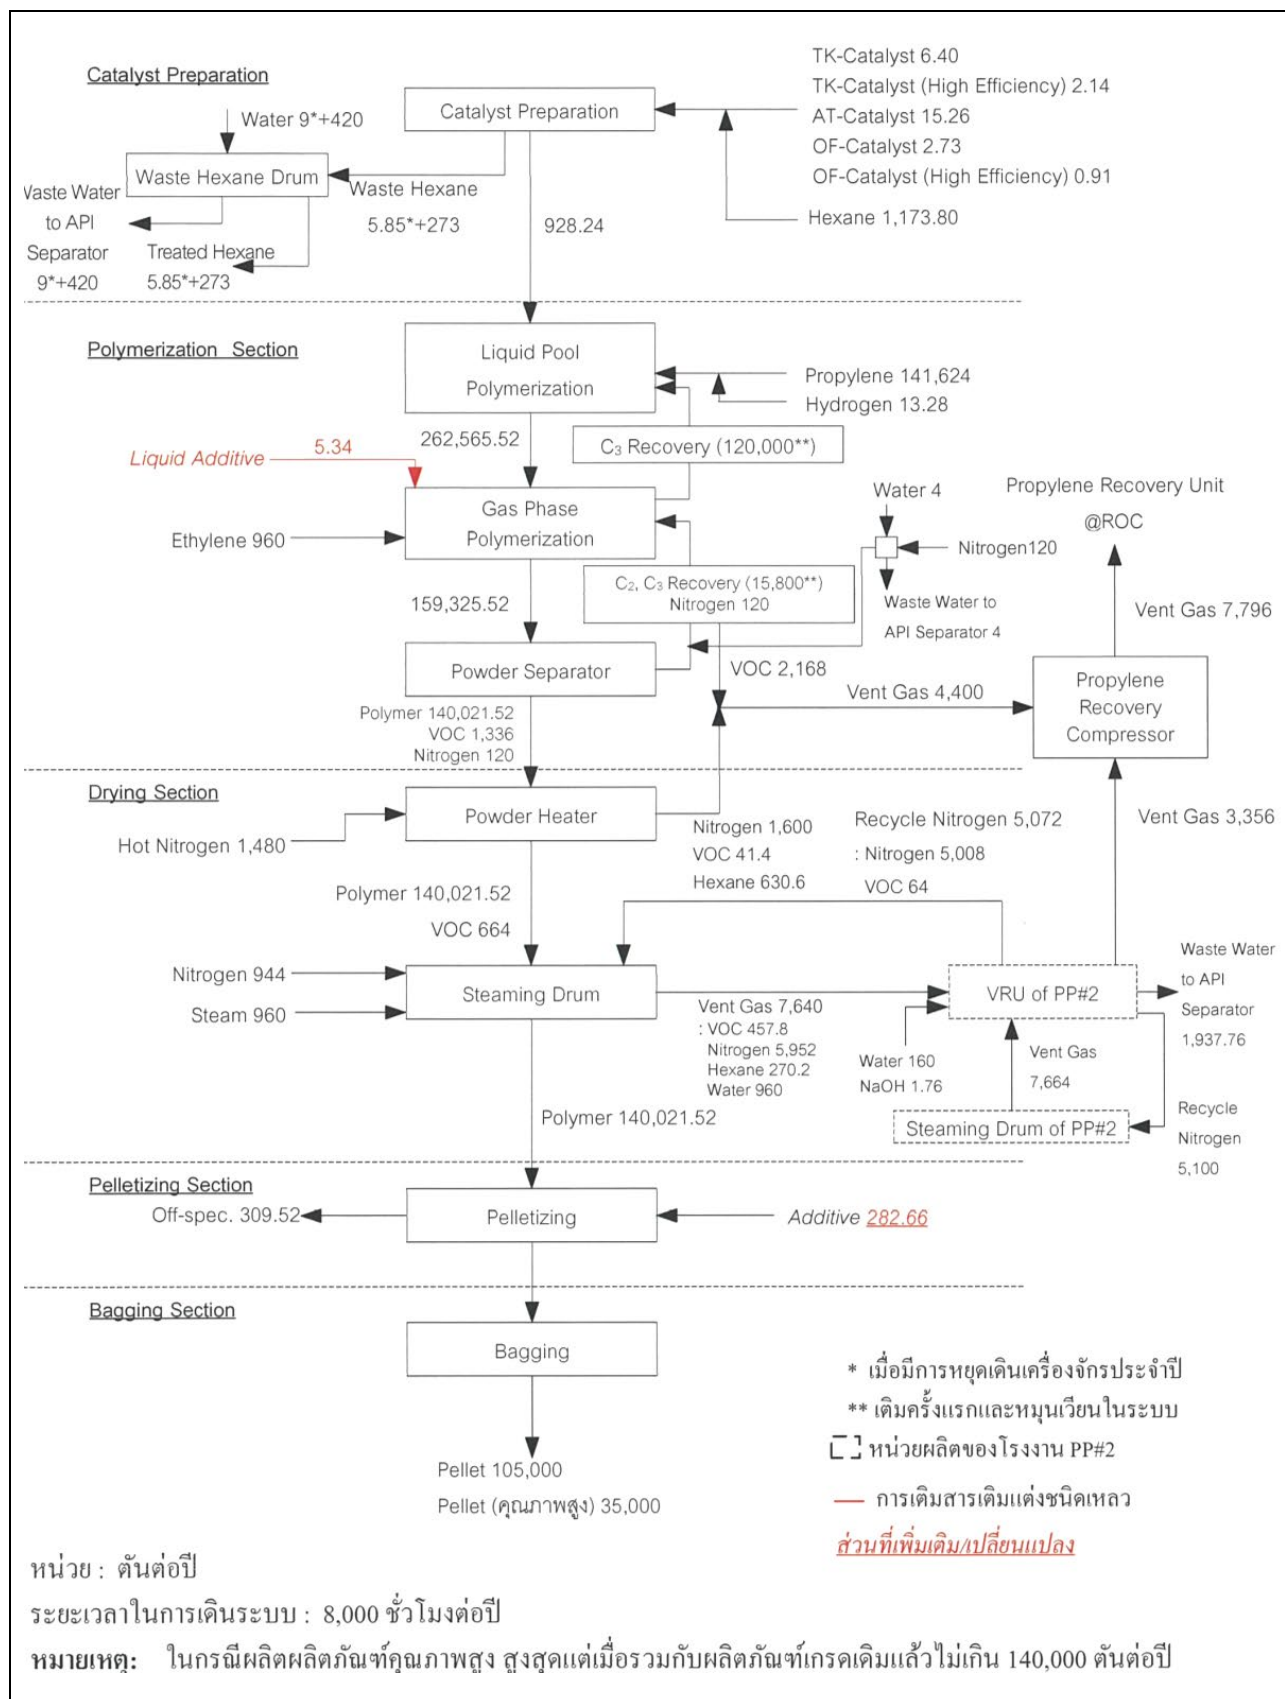 Catalyst Preparation
TK-Catalyst 6.40
TK-Catalyst (High Efficiency) 2.14
AT-Catalyst 15.26
OF-Catalyst 2.73
OF-Catalyst (High Efficiency) 0.91
Hexane 1,173.80
Catalyst Preparation
Water 9*+420
Waste Hexane Drum
Waste Hexane
5.85*+273
928.24
Waste Water
to API
Separator
9*+420
Treated Hexane
5.85*+273
Polymerization Section
Liquid Pool
Polymerization
Propylene 141,624
Hydrogen 13.28
262,565.52
C3 Recovery (120,000**)
Liquid Additive
5.34
Gas Phase
Polymerization
Ethylene 960
Water 4
Nitrogen120
Waste Water to
API Separator 4
Propylene Recovery Unit
@ROC
Vent Gas 7,796
159,325.52
C2, C3 Recovery (15,800**)
Nitrogen 120
Powder Separator
VOC 2,168
Vent Gas 4,400
Propylene
Recovery
Compressor
Polymer 140,021.52
VOC 1,336
Nitrogen 120
Drying Section
Powder Heater
Hot Nitrogen 1,480
Nitrogen 1,600
VOC 41.4
Hexane 630.6
Recycle Nitrogen 5,072
: Nitrogen 5,008
VOC 64
Vent Gas 3,356
Polymer 140,021.52
VOC 664
Nitrogen 944
Steam 960
Steaming Drum
Vent Gas 7,640
: VOC 457.8
Nitrogen 5,952
Hexane 270.2
Water 960
VRU of PP#2
Waste Water
to API
Separator
1,937.76
Water 160
NaOH 1.76
Vent Gas
7,664
Steaming Drum of PP#2
Recycle
Nitrogen
5,100
Polymer 140,021.52
Pelletizing Section
Off-spec. 309.52
Pelletizing
Additive 282.66
Bagging Section
Bagging
Pellet 105,000
Pellet (คุณภาพสูง) 35,000
* เมื่อมีการหยุดเดินเครื่องจักรประจำปี
** เติมครั้งแรกและหมุนเวียนในระบบ
หน่วยผลิตของโรงงาน PP#2
การเติมสารเติมแต่งชนิดเหลว
ส่วนที่เพิ่มเติม/เปลี่ยนแปลง
หน่วย : ตันต่อปี
ระยะเวลาในการเดินระบบ : 8,000 ชั่วโมงต่อปี
หมายเหตุ: ในกรณีผลิตผลิตภัณฑ์คุณภาพสูง สูงสุดแต่เมื่อรวมกับผลิตภัณฑ์เกรดเดิมแล้วไม่เกิน 140,000 ตันต่อปี